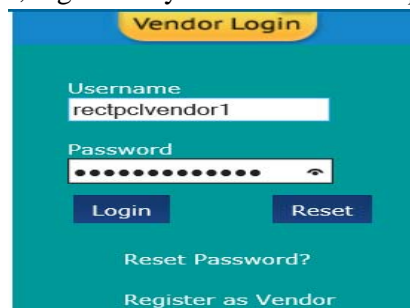 Vendor Login
Username
rectpclvendor1
Password
•••••••••••••
Login Reset
Reset Password?
Register as Vendor